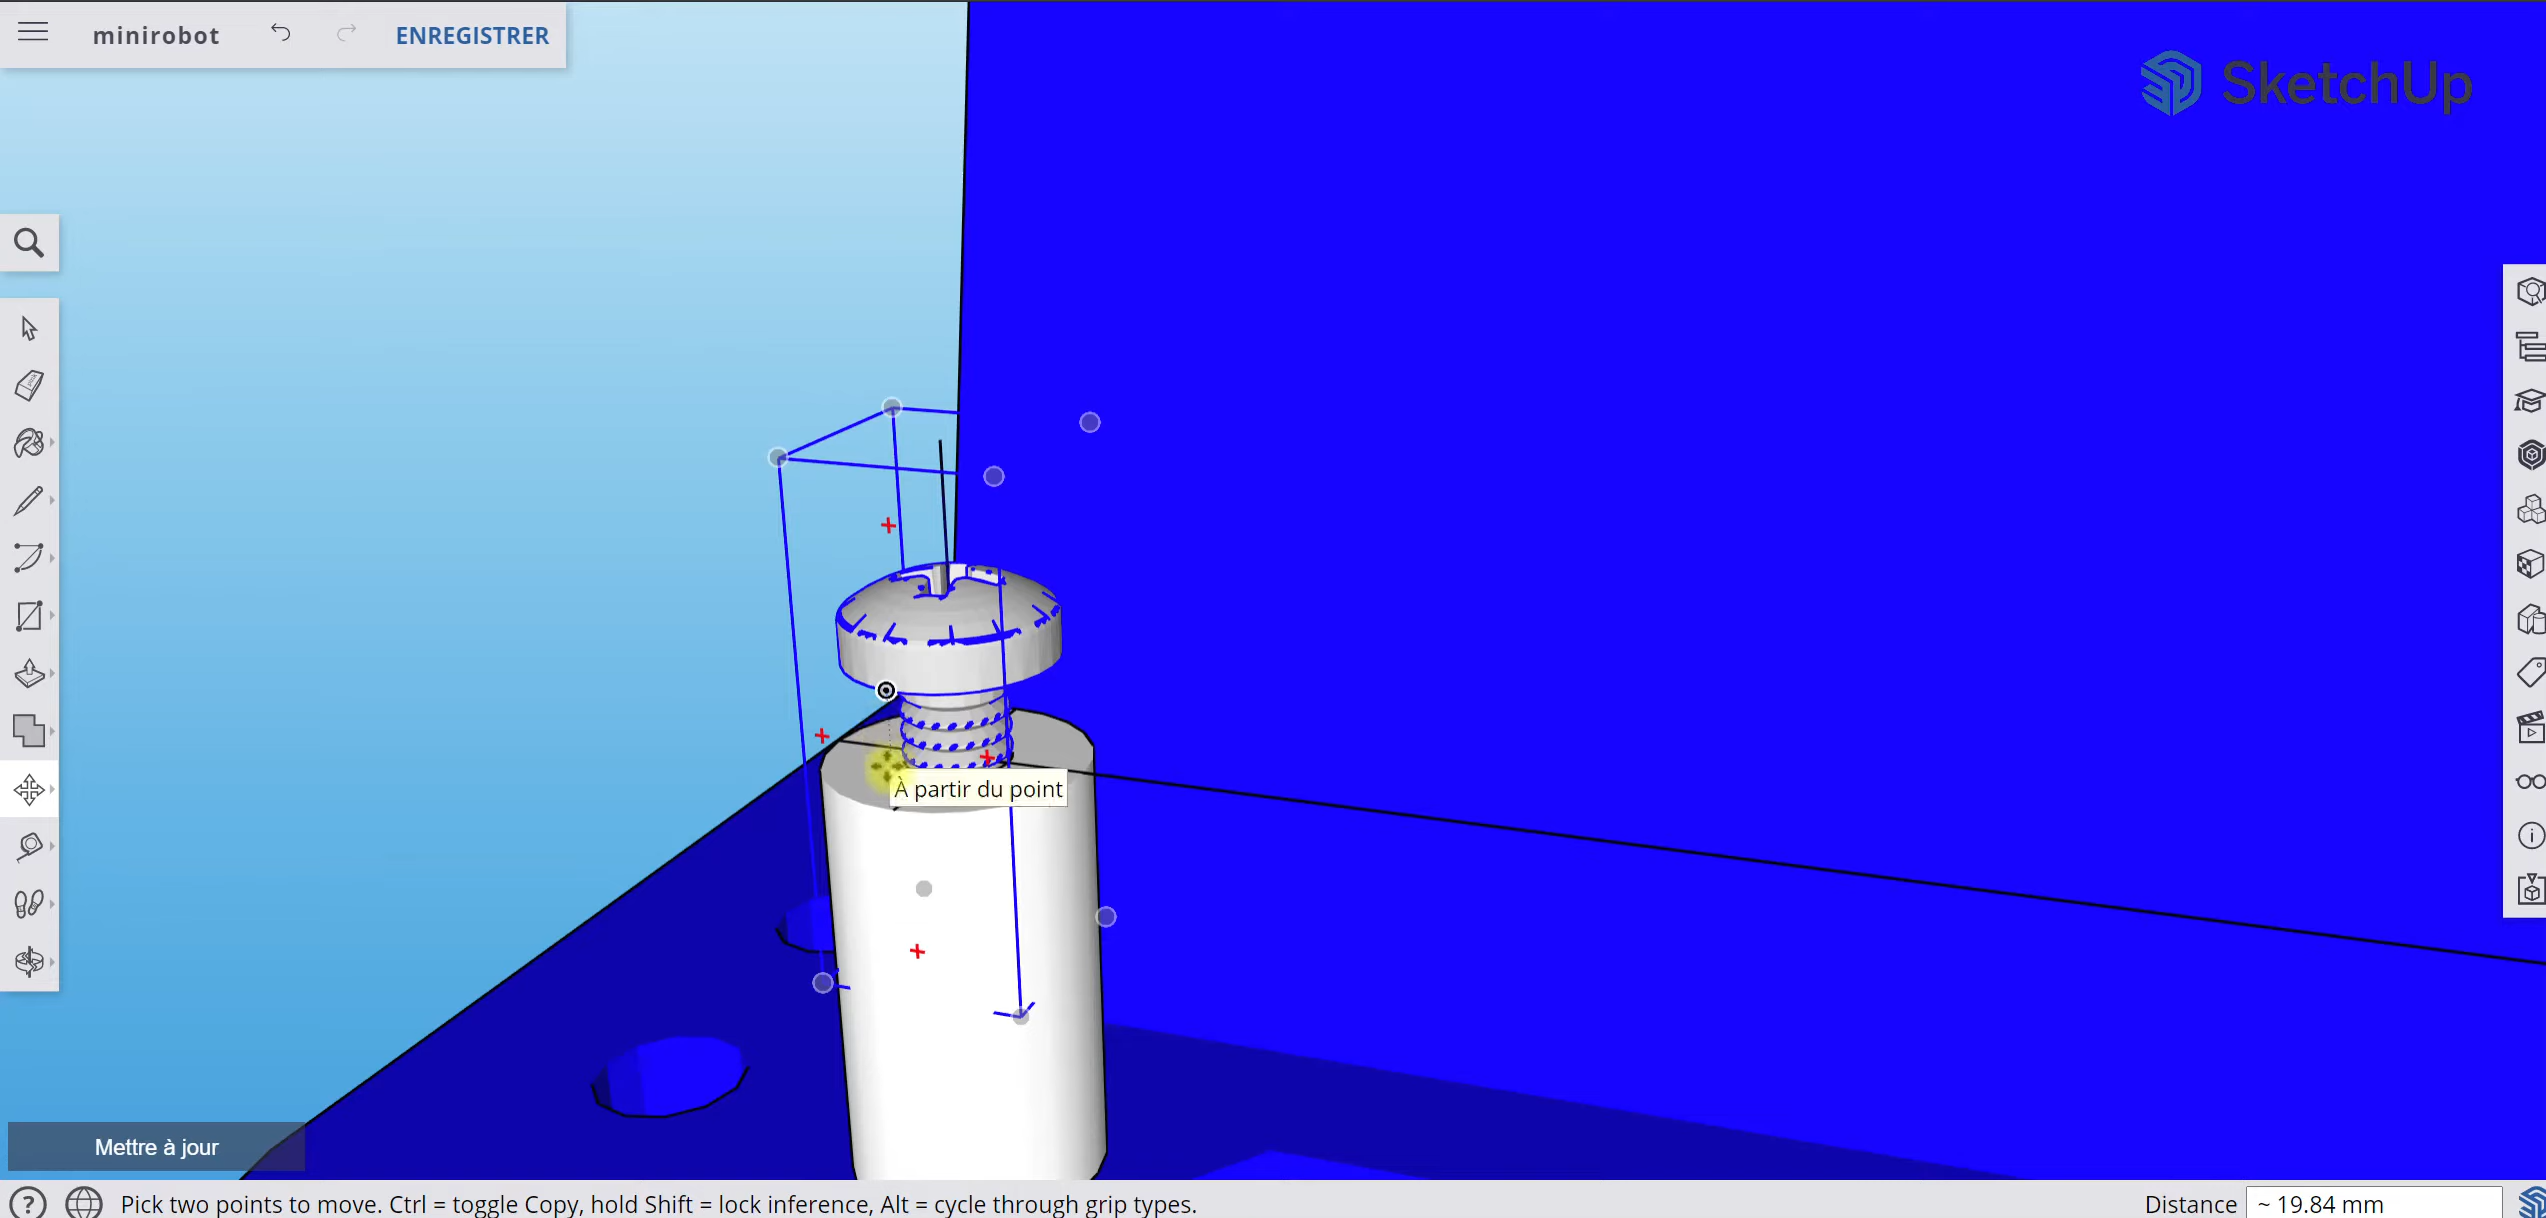 minirobot
ENREGISTRER
SketchUp
À partir du point
Mettre à jour
Pick two points to move. Ctrl = toggle Copy, hold Shift = lock inference, Alt = cycle through grip types.
Distance ~ 19.84 mm